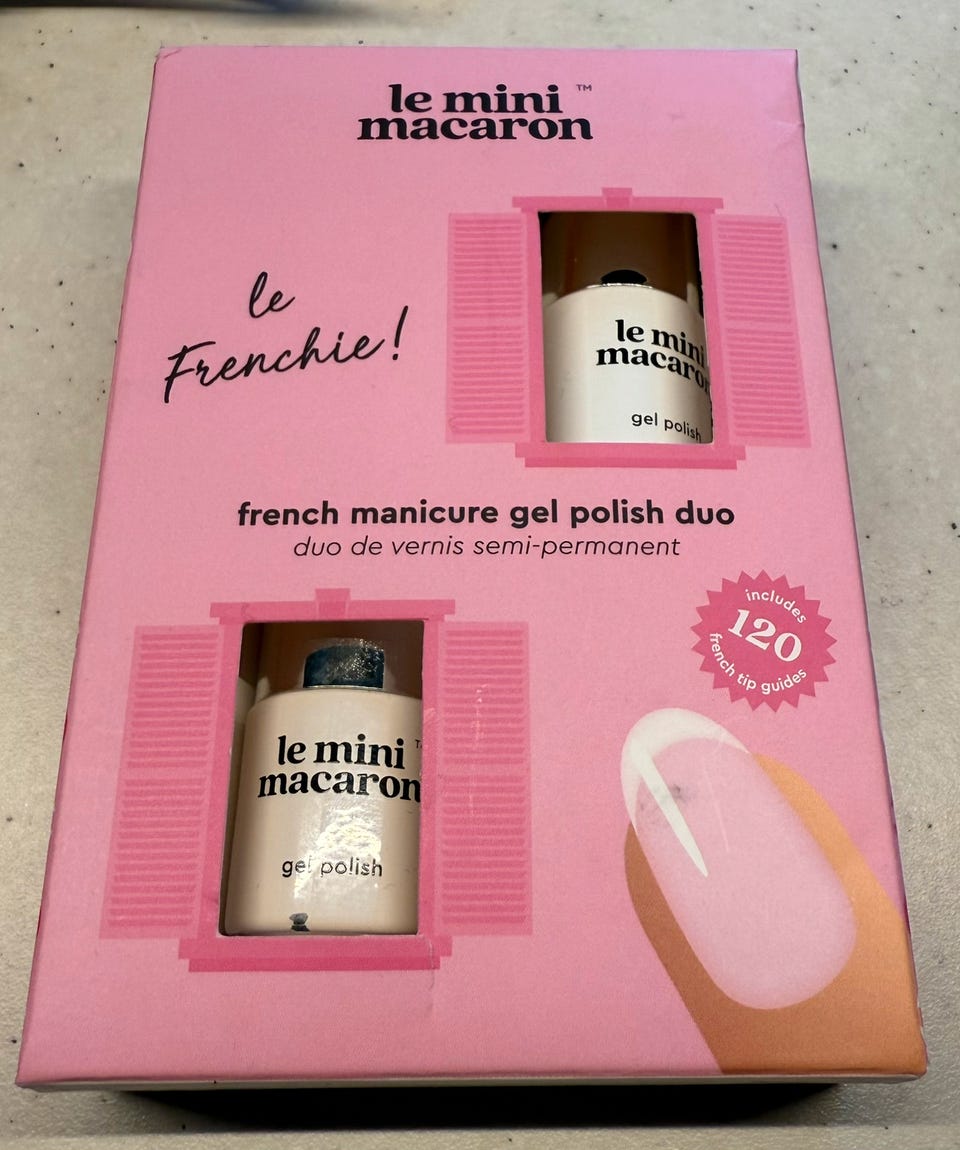 le mini ™
macaron
le
Frenchie!
le mini
macaron
gel polish
french manicure gel polish duo
duo de vernis semi-permanent
includes
120
french tip guides
le mini
macaron
gel polish